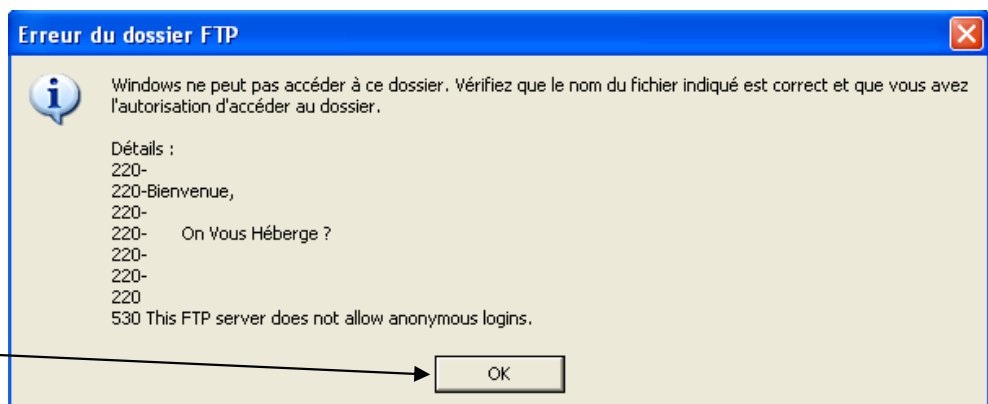 Erreur du dossier FTP
Windows ne peut pas accéder à ce dossier. Vérifiez que le nom du fichier indiqué est correct et que vous avez
l'autorisation d'accéder au dossier.
Détails :
220-
220-Bienvenue,
220-
220- On Vous Héberge ?
220-
220-
220
530 This FTP server does not allow anonymous logins.
OK